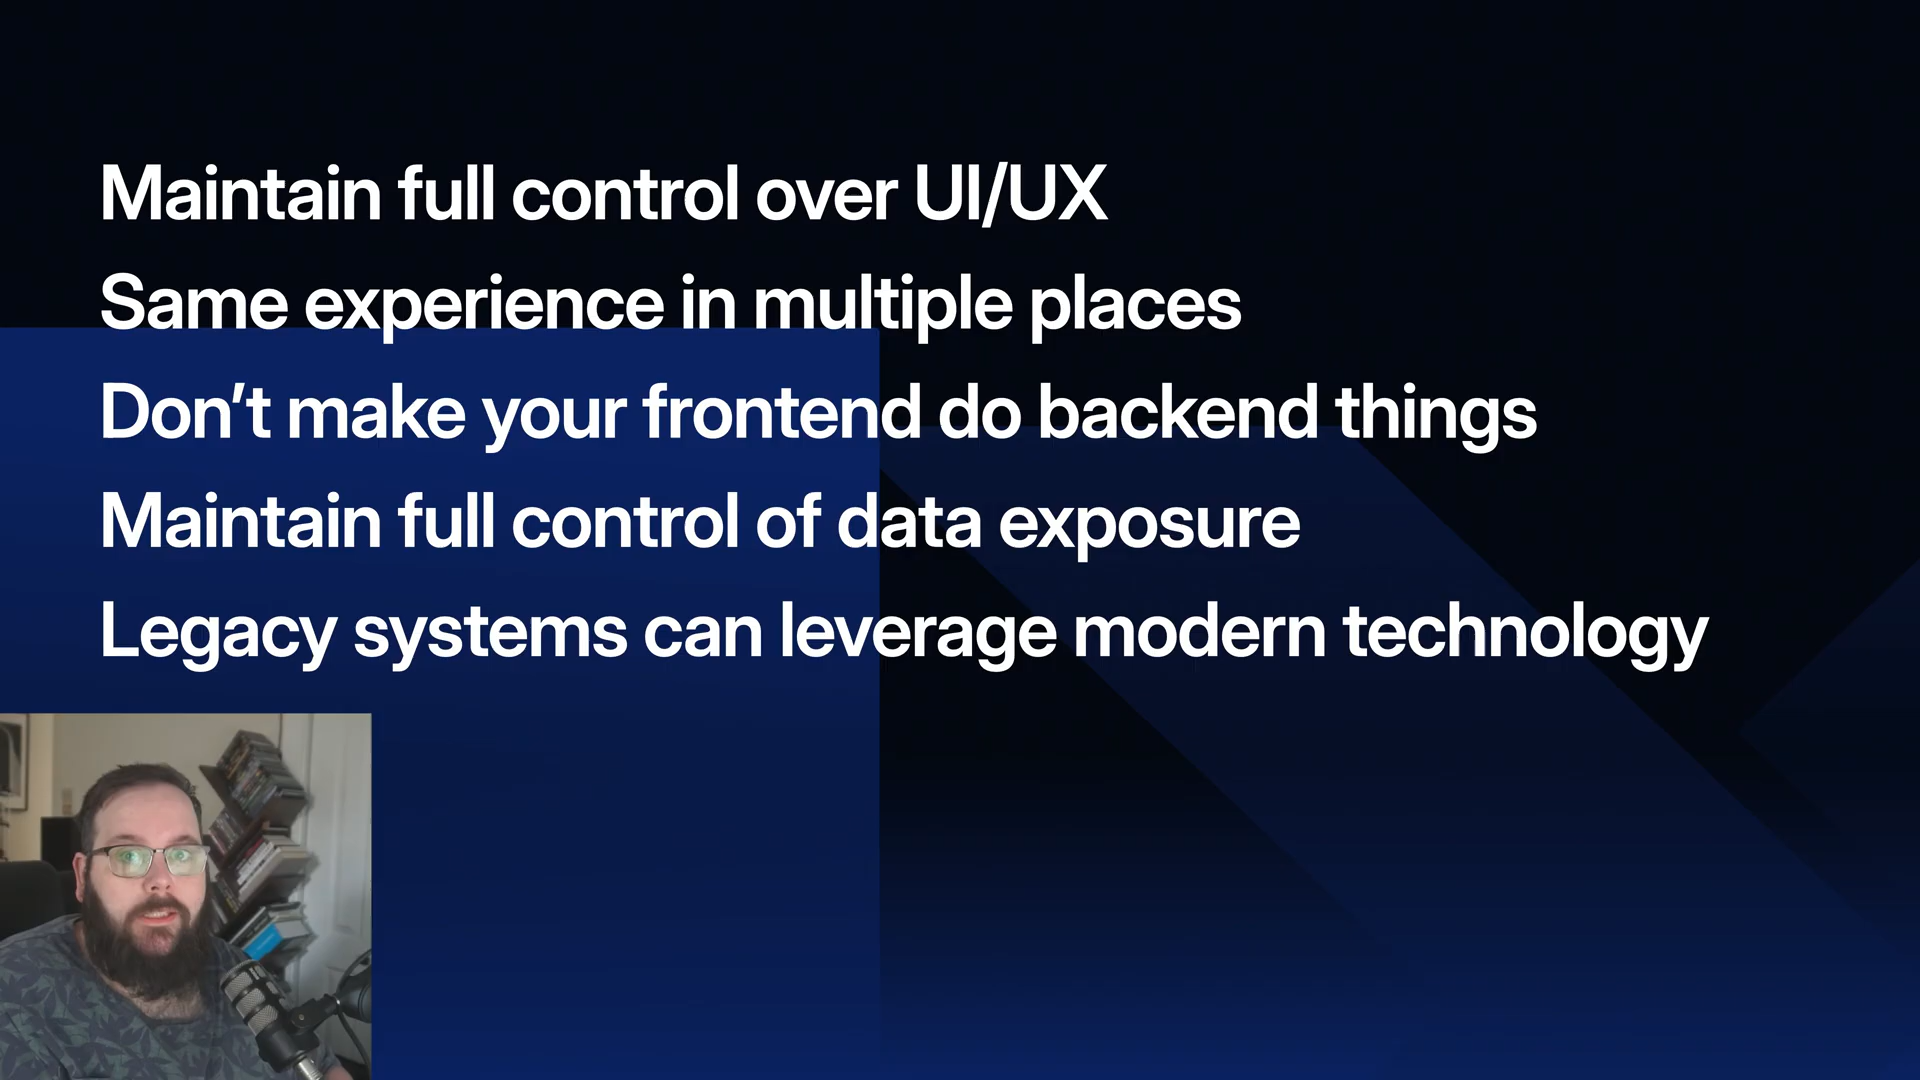 Maintain full control over UI/UX
Same experience in multiple places
Don’t make your frontend do backend things
Maintain full control of data exposure
Legacy systems can leverage modern technology